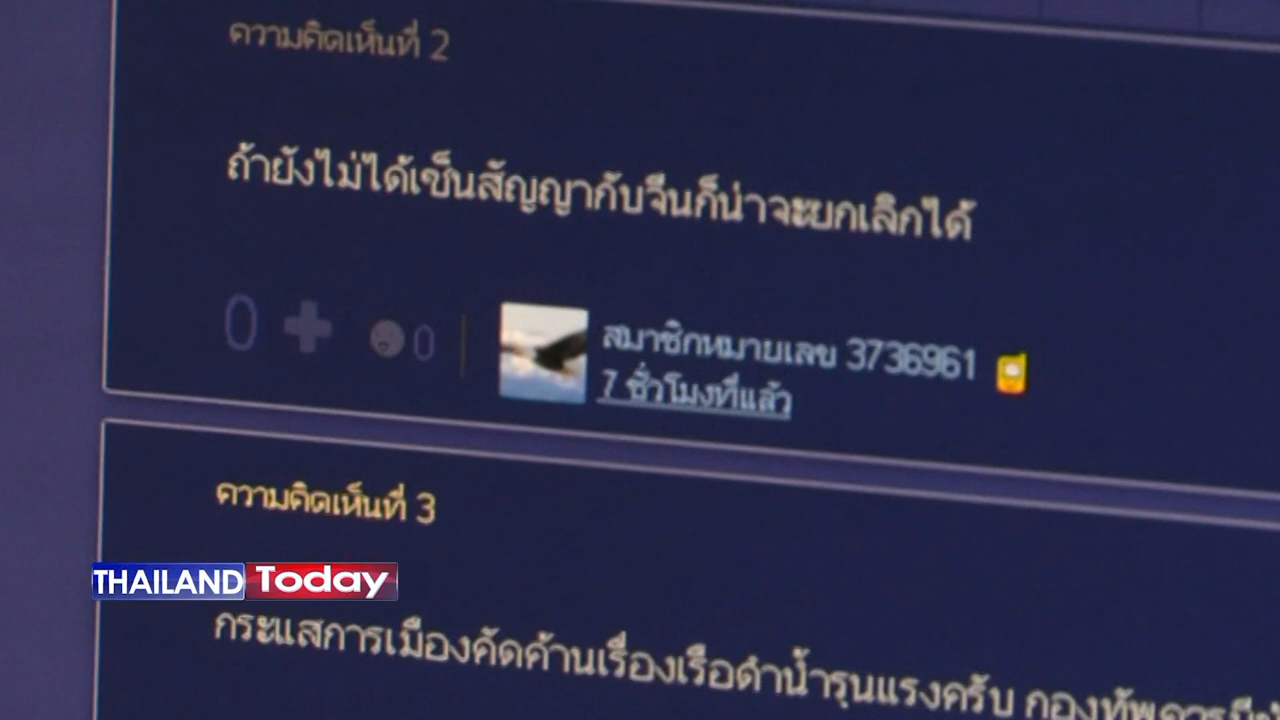 ความคิดเห็นที่ 2
ถ้ายังไม่ได้เซ็นสัญญากับจีนก็น่าจะยกเลิกได้
0 0
สมาชิกหมายเลข 3736961
7 ชั่วโมงที่แล้ว
ความคิดเห็นที่ 3
THAILAND Today
กระแสการเมืองคัดค้านเรื่องเรือดำน้ำรุนแรงครับ